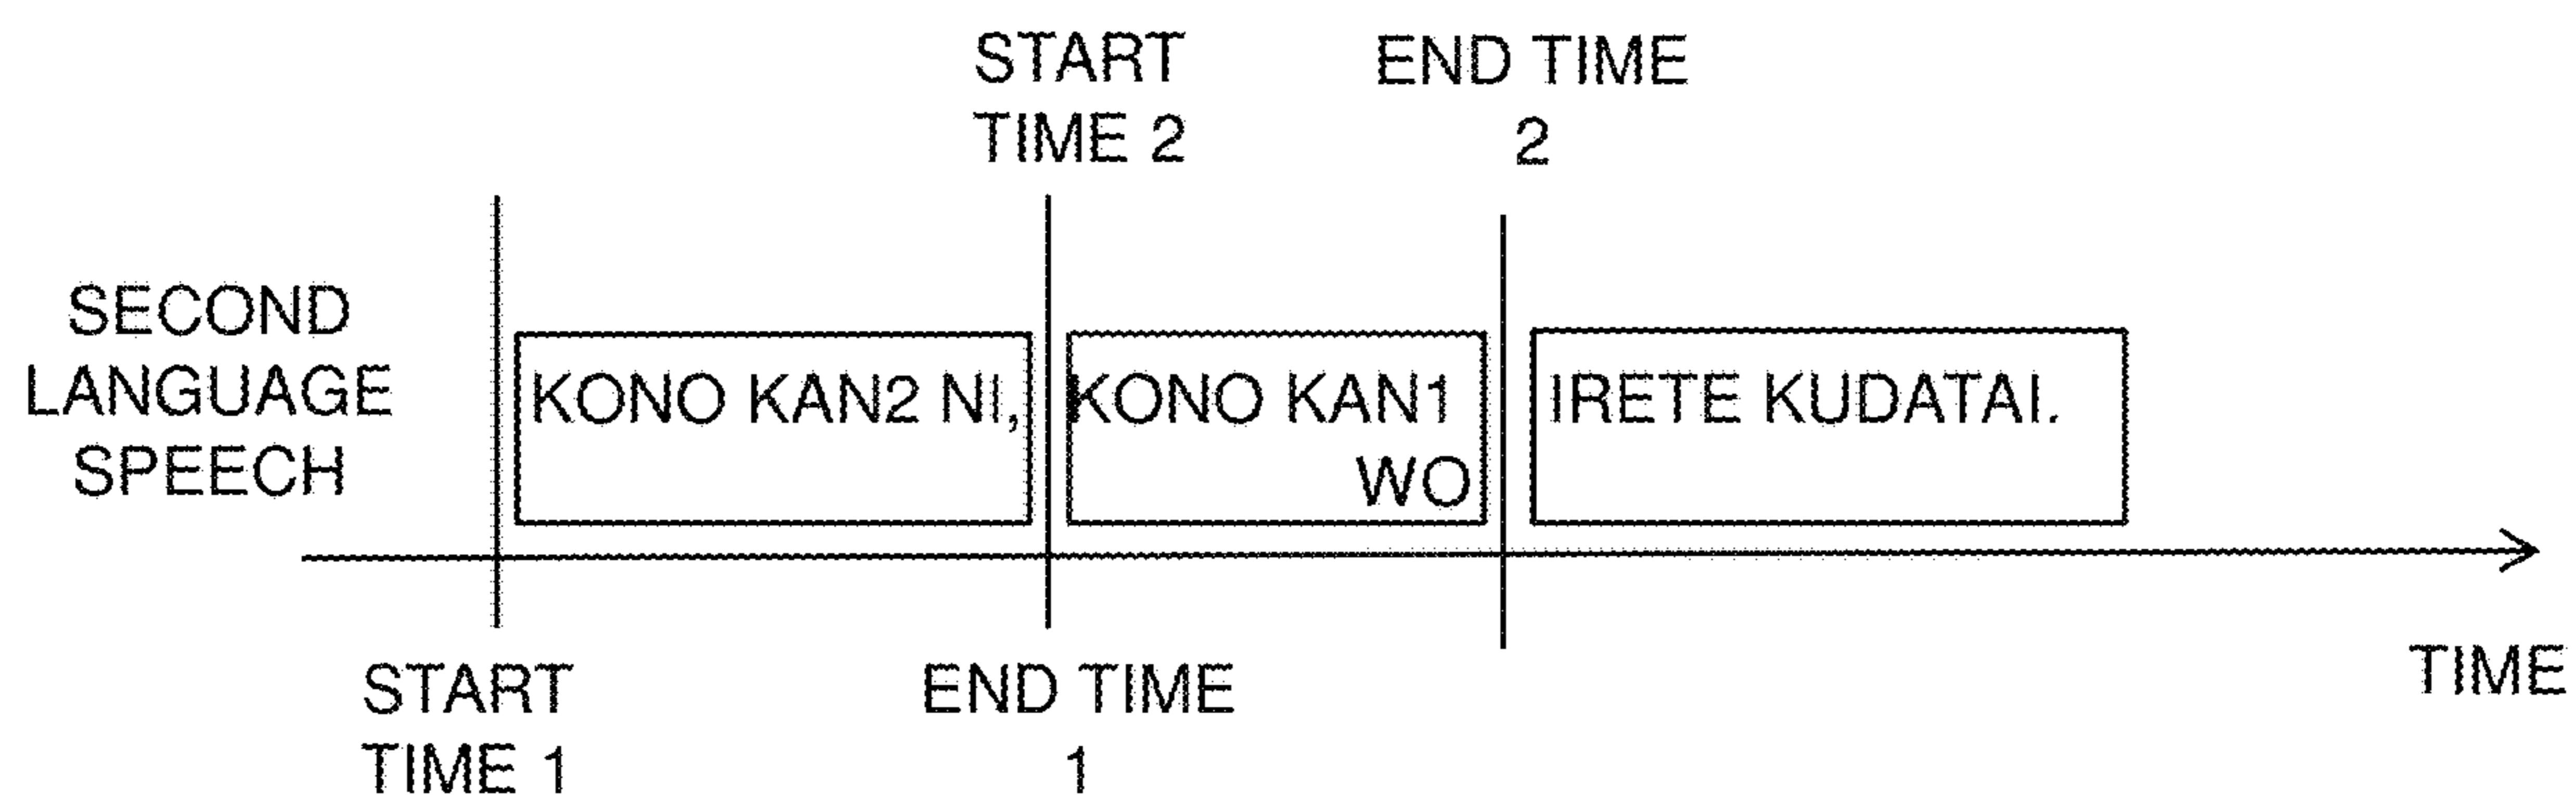 START
TIME 2
END TIME
2
SECOND
LANGUAGE
SPEECH
KONO KAN2 NI,
KONO KAN1
WO
IRETE KUDATAI.
TIME
START
TIME 1
END TIME
1